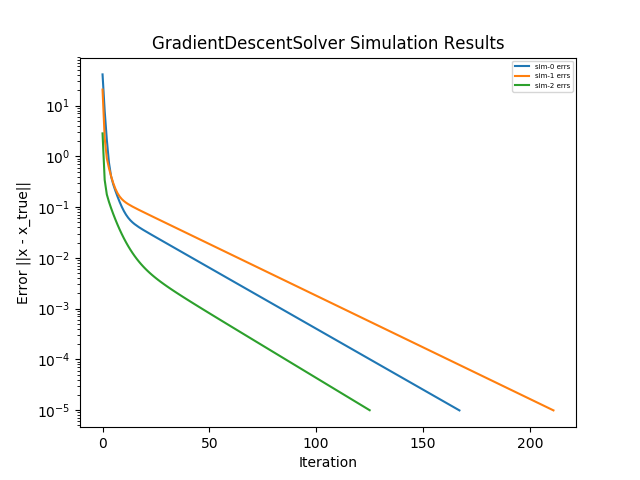 GradientDescentSolver Simulation Results
sim-0 errs
sim-1 errs
sim-2 errs
Error ||x - x_true||
10¹
10⁰
10⁻¹
10⁻²
10⁻³
10⁻⁴
10⁻⁵
0 50 100 150 200
Iteration